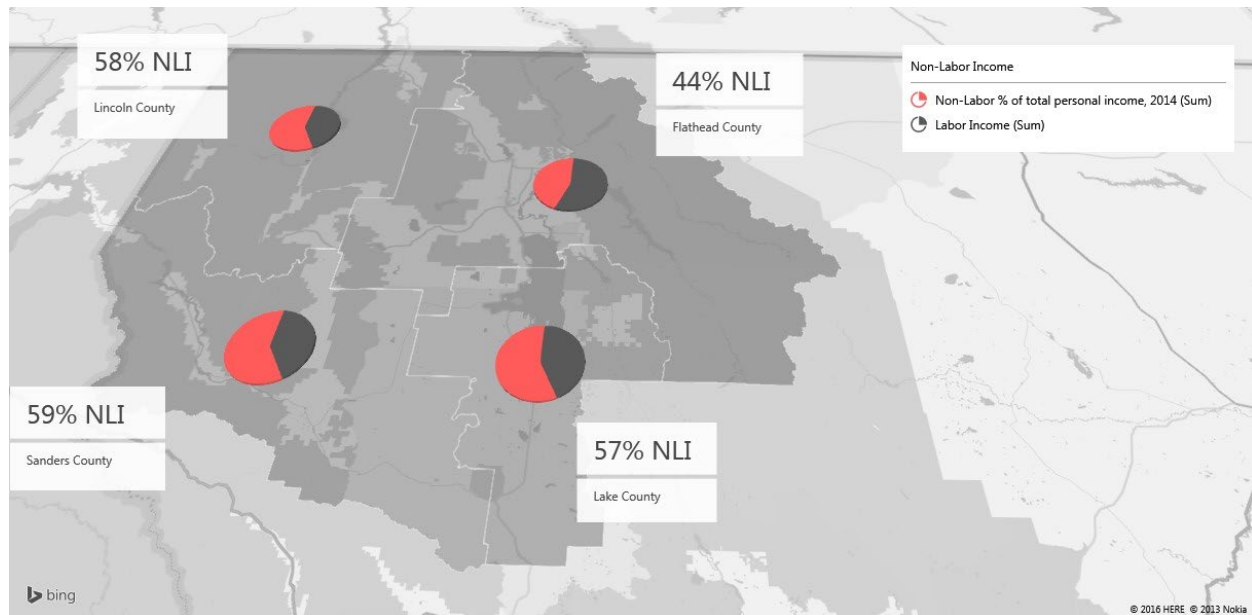 58% NLI
Lincoln County
44% NLI
Flathead County
Non-Labor Income
Non-Labor % of total personal income, 2014 (Sum)
Labor Income (Sum)
59% NLI
Sanders County
57% NLI
Lake County
bing
© 2016 HERE © 2013 Nokia